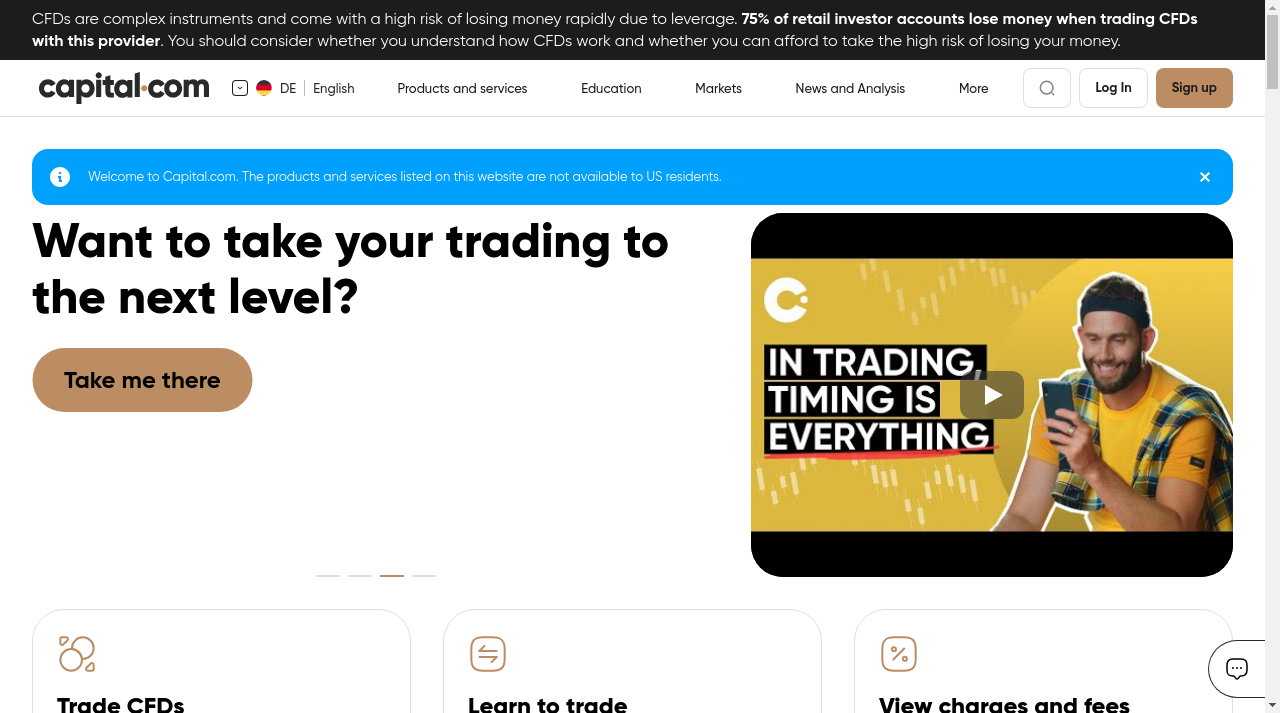 CFDs are complex instruments and come with a high risk of losing money rapidly due to leverage. 75% of retail investor accounts lose money when trading CFDs
with this provider. You should consider whether you understand how CFDs work and whether you can afford to take the high risk of losing your money.
capital.com
DE English
Products and services
Education
Markets
News and Analysis
More
Log In
Sign up
Welcome to Capital.com. The products and services listed on this website are not available to US residents.
Want to take your trading to
the next level?
Take me there
IN TRADING,
TIMING IS
EVERYTHING
Trade CFDs
Learn to trade
View charges and fees